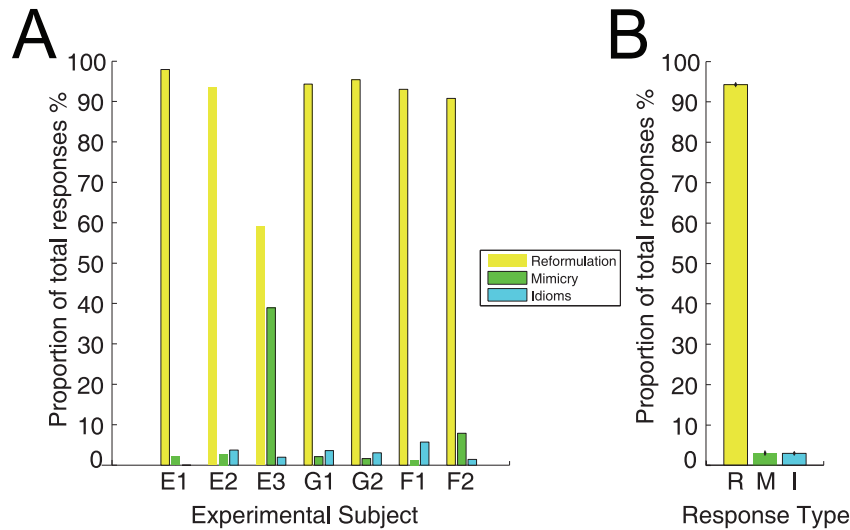 A
Proportion of total responses %
100
90
80
70
60
50
40
30
20
10
0
E1 E2 E3 G1 G2 F1 F2
Experimental Subject
Reformulation
Mimicry
Idioms
B
Proportion of total responses %
100
90
80
70
60
50
40
30
20
10
0
R M I
Response Type